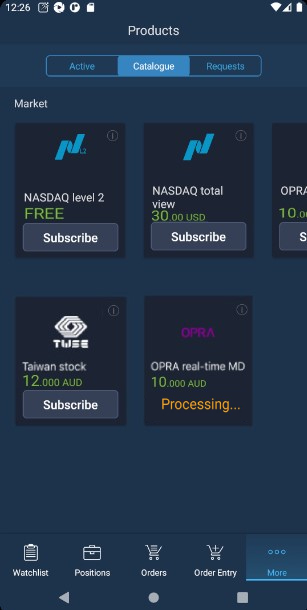 12:26
Products
Active
Catalogue
Requests
Market
L2
NASDAQ level 2
FREE
Subscribe
NASDAQ total
view
30.00 USD
Subscribe
OPRA
10.0
S
TWSE
Taiwan stock
12.000 AUD
Subscribe
OPRA
OPRA real-time MD
10.000 AUD
Processing...
Watchlist
Positions
Orders
Order Entry
More